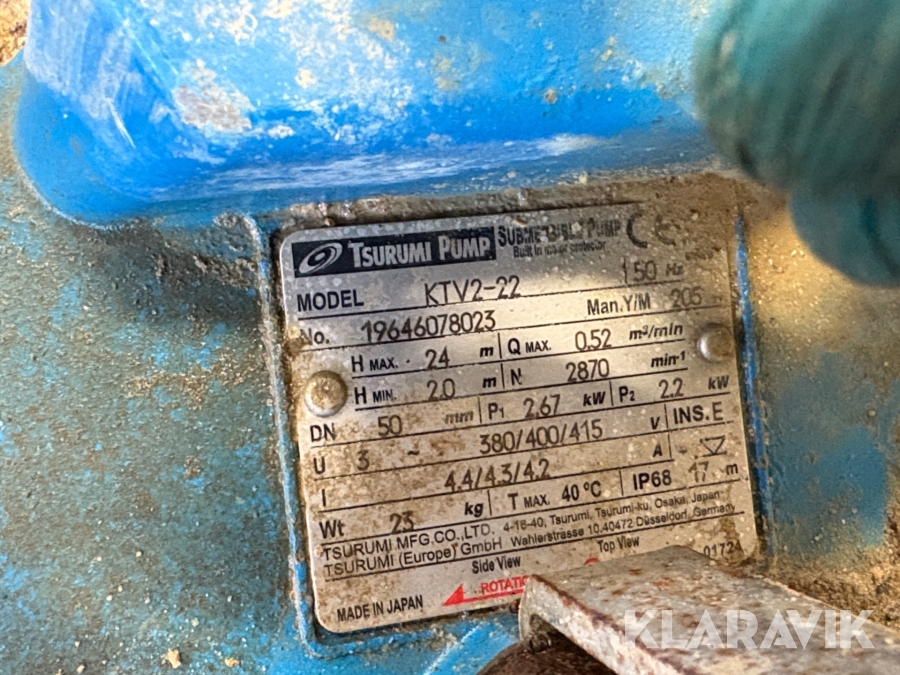 TSURUMI PUMP SUBMERSIBLE PUMP CE
Built in motor protector
MODEL KTV2-22 50 Hz
No. 19646078023 Man.Y/M 205
H MAX. 24 m Q MAX. 0.52 m³/min
H MIN. 2.0 m N 2870 min-1
DN 50 mm P1 2.67 kW P2 2.2 kW
U 3 ~ 380/400/415 V INS.E
I 4.4/4.3/4.2 A
Wt 23 kg T MAX. 40 °C IP68 17 m
TSURUMI MFG.CO.,LTD. 4-16-40, Tsurumi, Tsurumi-ku, Osaka, Japan
TSURUMI (Europe) GmbH Wahlerstrasse 10,40472 Düsseldorf, Germany
Side View Top View
MADE IN JAPAN 01724
KLARAVIK